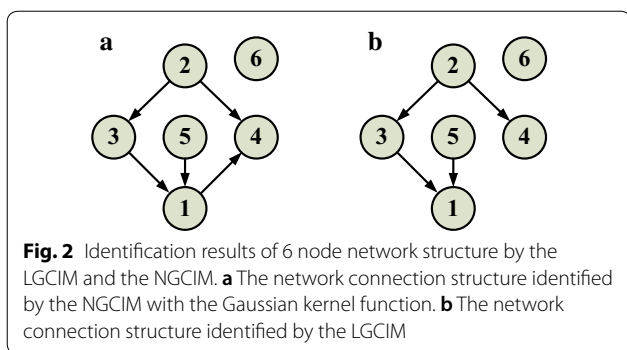 a
b
2
6
2
6
3
5
4
3
5
4
1
1
Fig. 2 Identification results of 6 node network structure by the
LGCIM and the NGCIM. a The network connection structure identified
by the NGCIM with the Gaussian kernel function. b The network
connection structure identified by the LGCIM